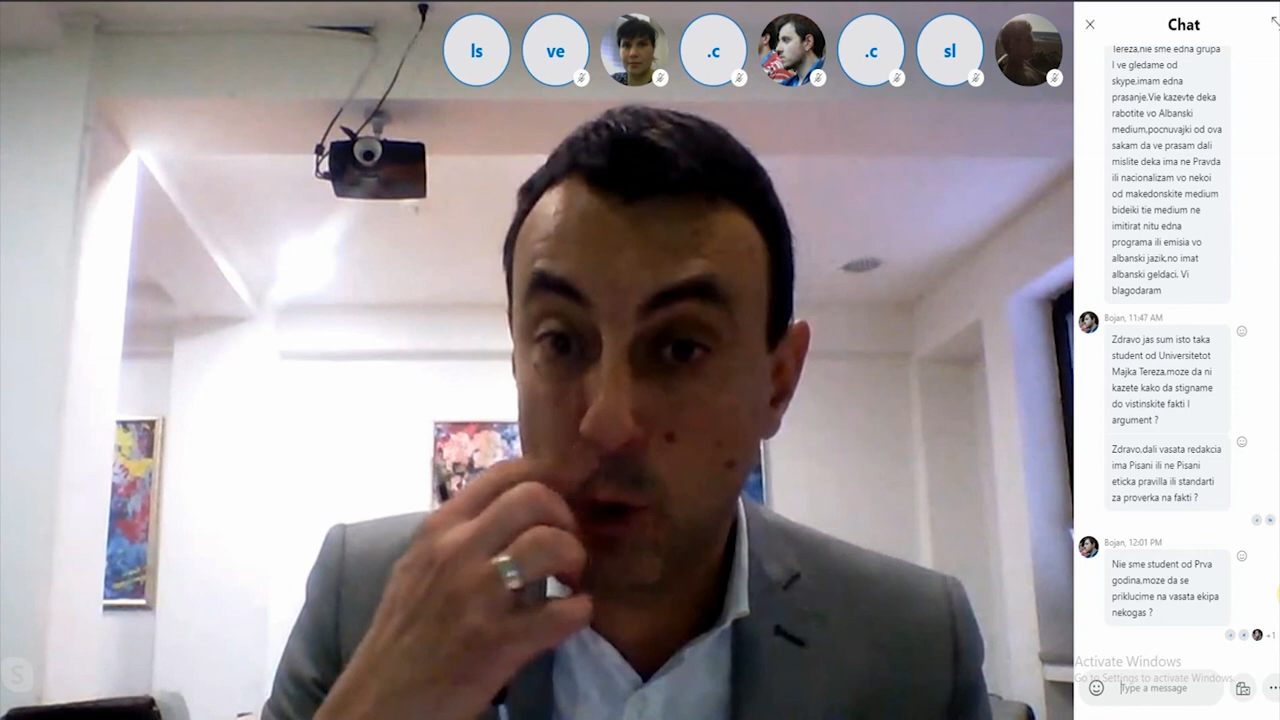 ls
ve
.c
.c
sl
Chat
Tereza,nie sme edna grupa
I ve gledame od
skype.imam edna
prasanje.Vie kazevte deka
rabotite vo Albanski
medium,pocnuvajki od ova
sakam da ve prasam dali
mislite deka ima ne Pravda
ili nacionalizam vo nekoi
od makedonskite medium
bideiki tie medium ne
imitirat nitu edna
programa ili emisia vo
albanski jazik,no imat
albanski geldaci. Vi
blagodaram
Bojan, 11:47 AM
Zdravo jas sum isto taka
student od Universitetot
Majka Tereza,moze da ni
kazete kako da stigname
do vistinskite fakti I
argument ?
Zdravo,dali vasata redakcia
ima Pisani ili ne Pisani
eticka pravilla ili standarti
za proverka na fakti ?
Bojan, 12:01 PM
Nie sme student od Prva
godina,moze da se
priklucime na vasata ekipa
nekogas ?
+1
Activate Windows
Go to Settings to activate Windows.
Type a message
S